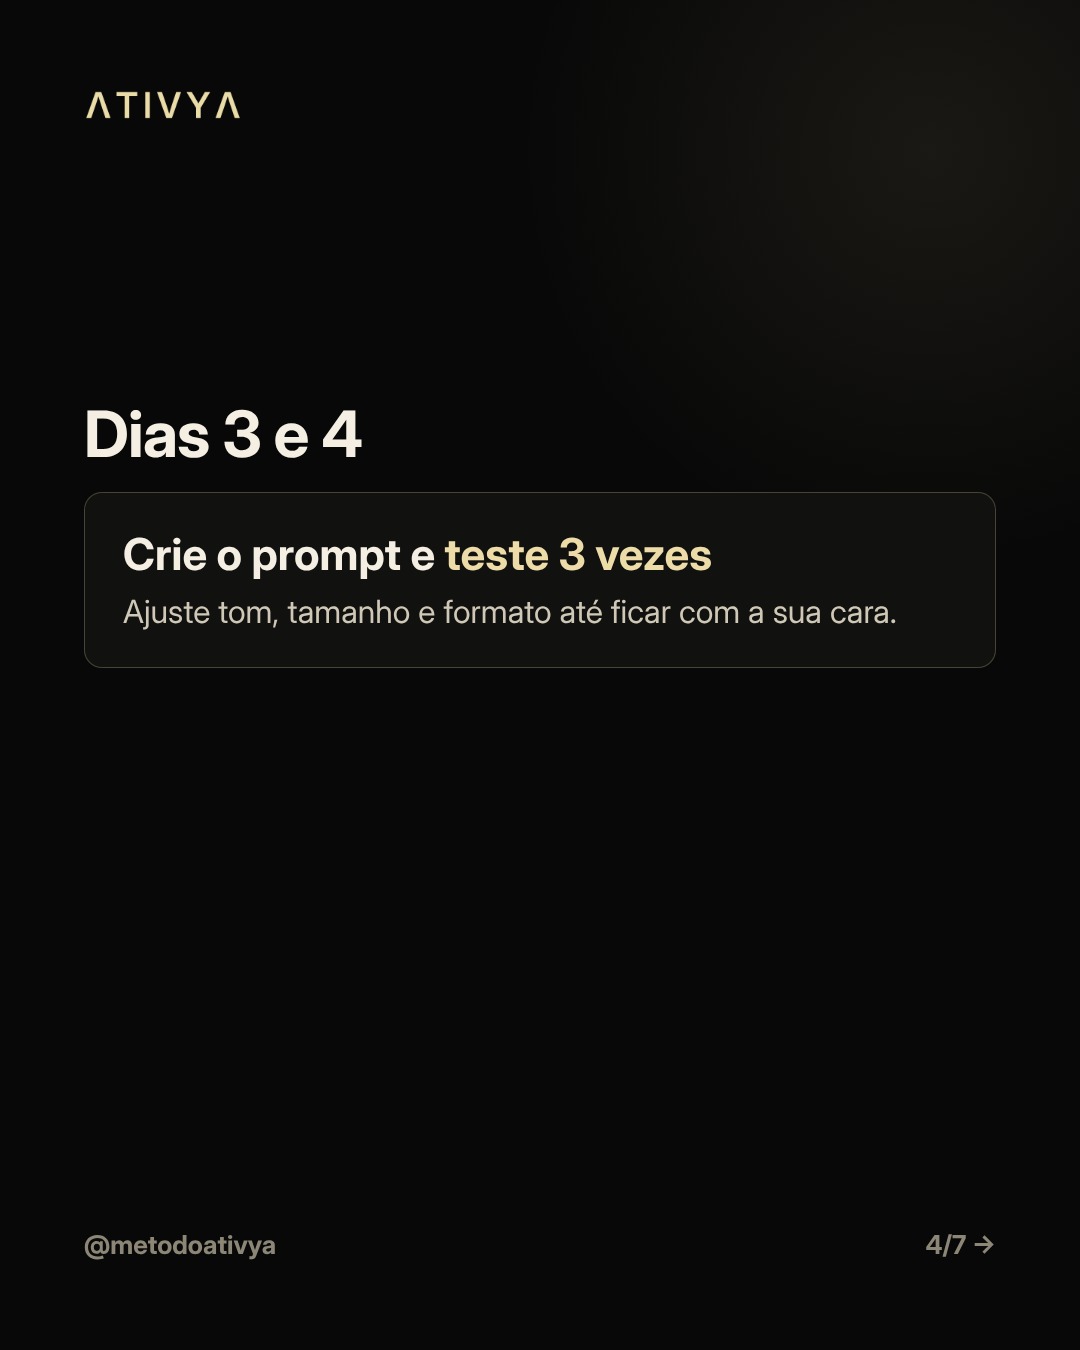 ATIVYA
Dias 3 e 4
Crie o prompt e teste 3 vezes
Ajuste tom, tamanho e formato até ficar com a sua cara.
@metodoativya
4/7 →